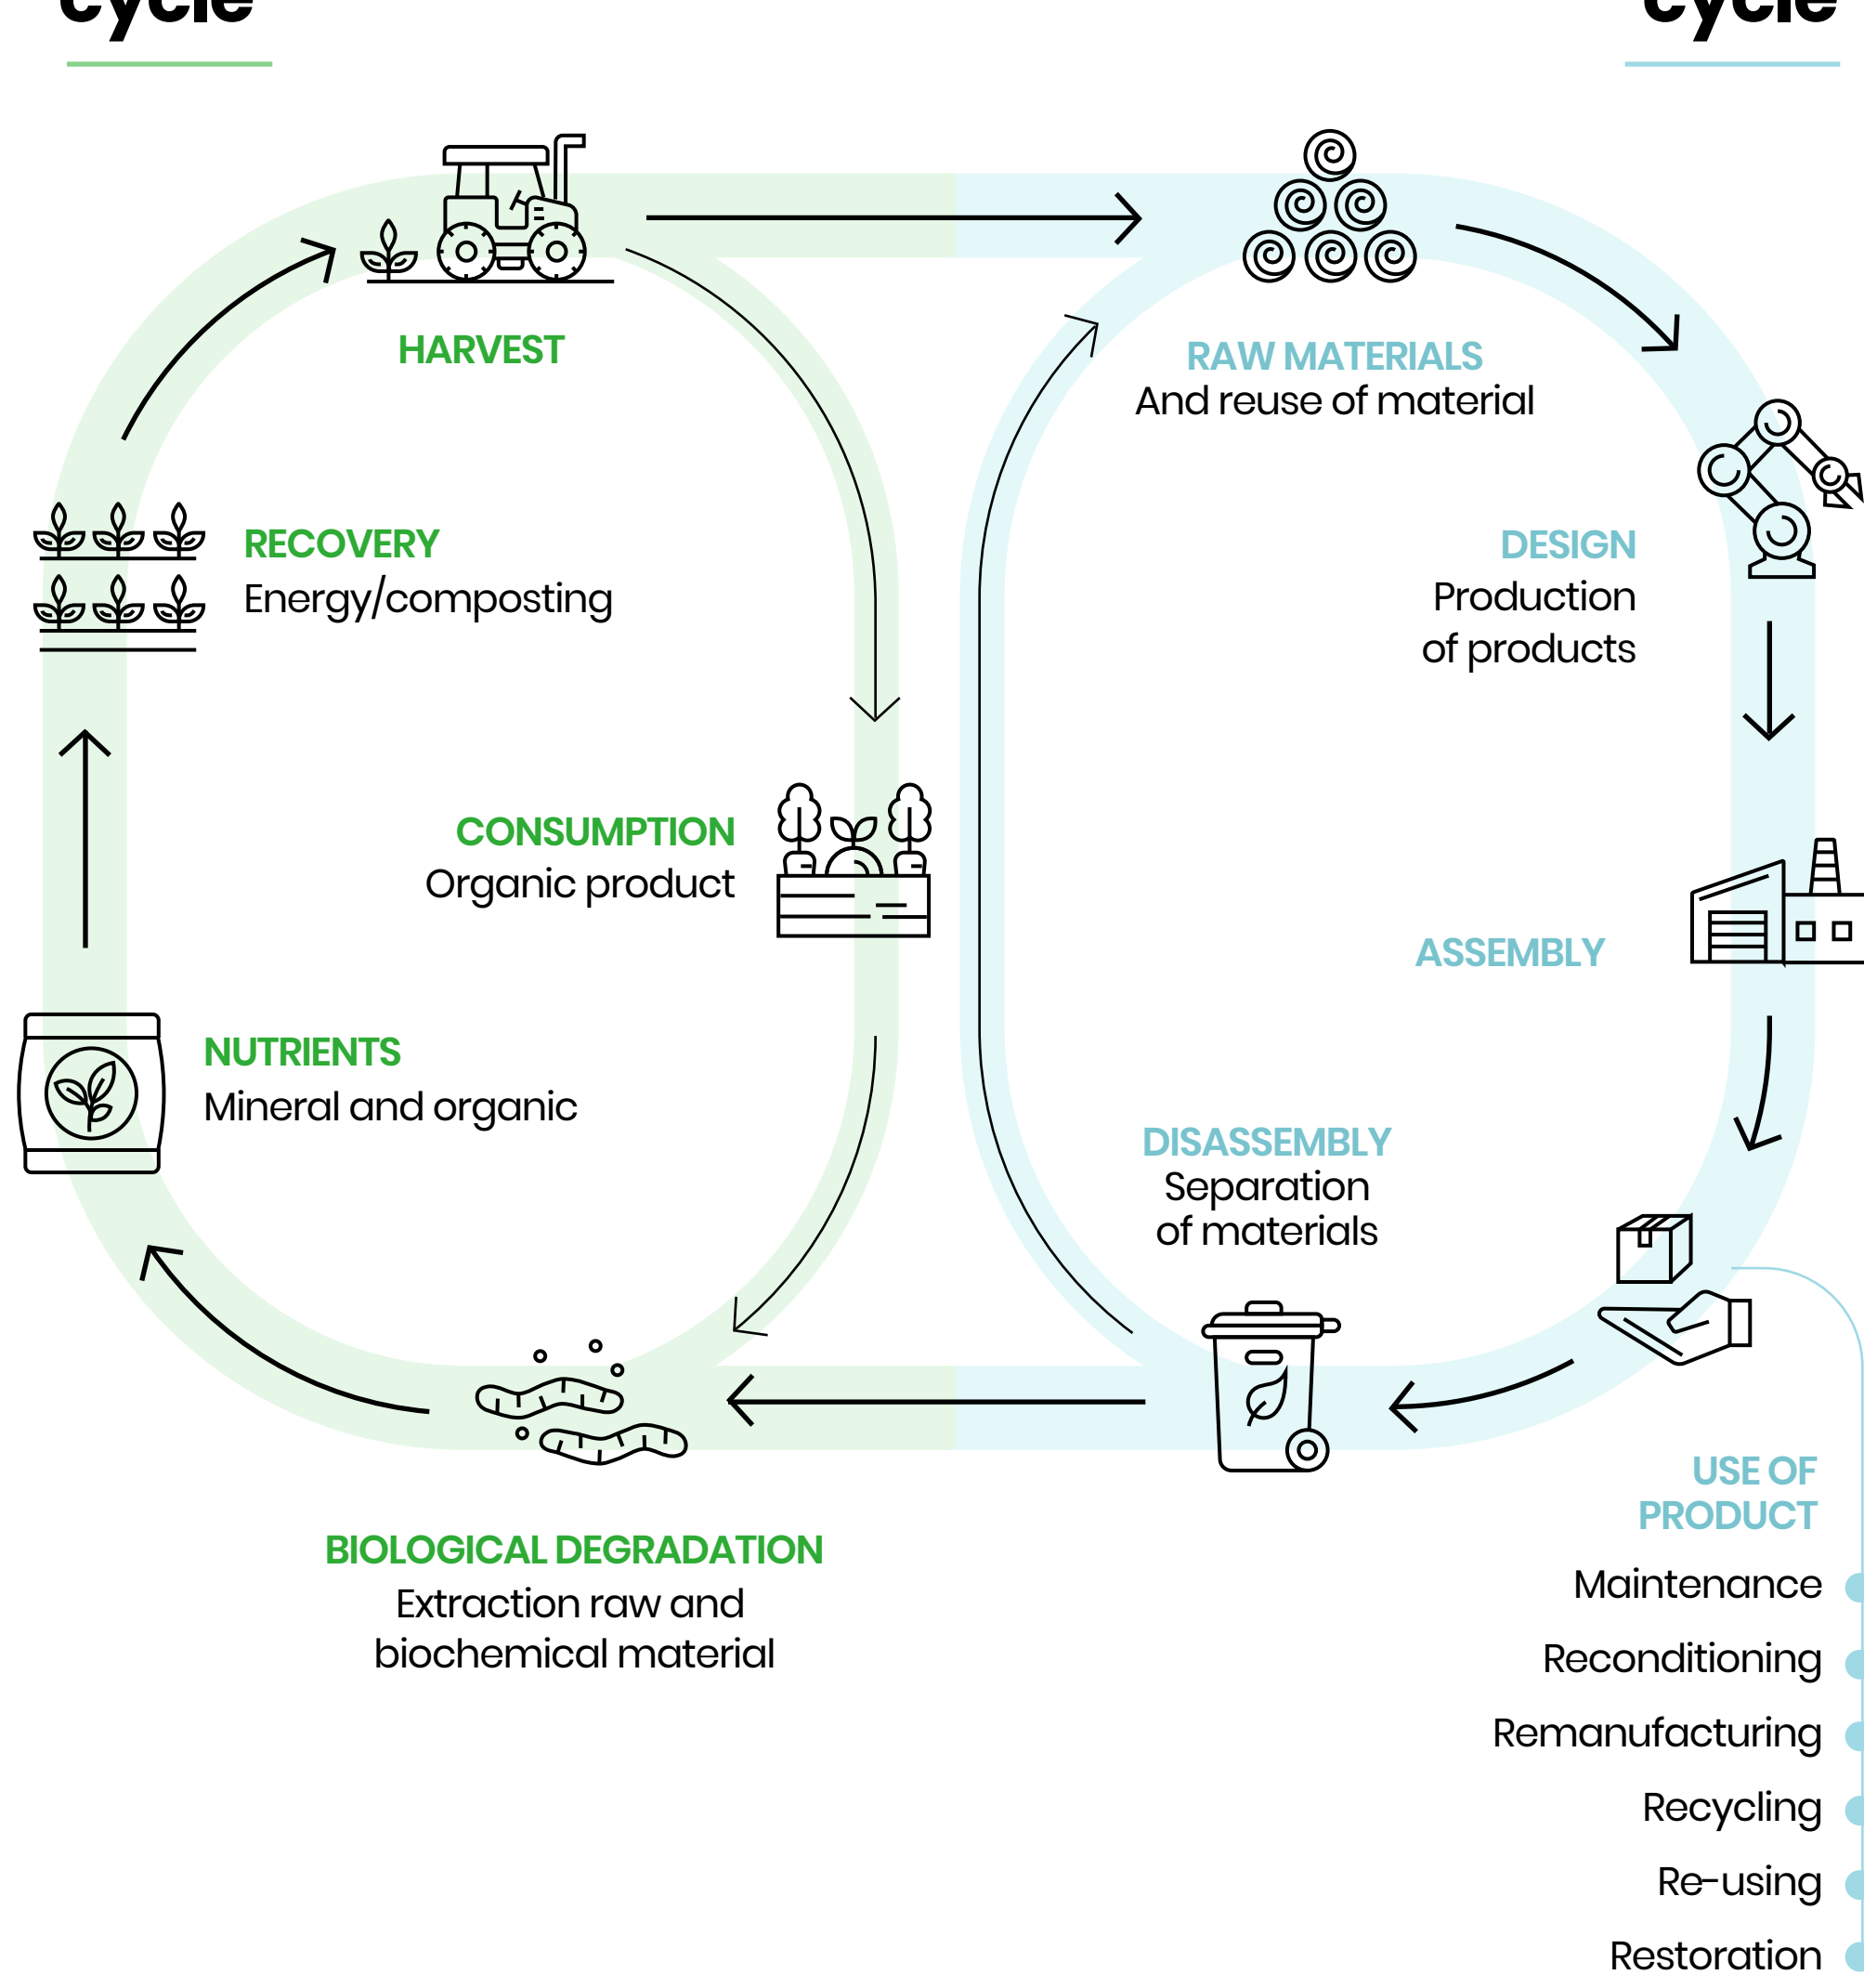 cycle
cycle
HARVEST
RAW MATERIALS
And reuse of material
RECOVERY
Energy/composting
DESIGN
Production
of products
CONSUMPTION
Organic product
ASSEMBLY
NUTRIENTS
Mineral and organic
DISASSEMBLY
Separation
of materials
BIOLOGICAL DEGRADATION
Extraction raw and
biochemical material
USE OF
PRODUCT
Maintenance
Reconditioning
Remanufacturing
Recycling
Re-using
Restoration